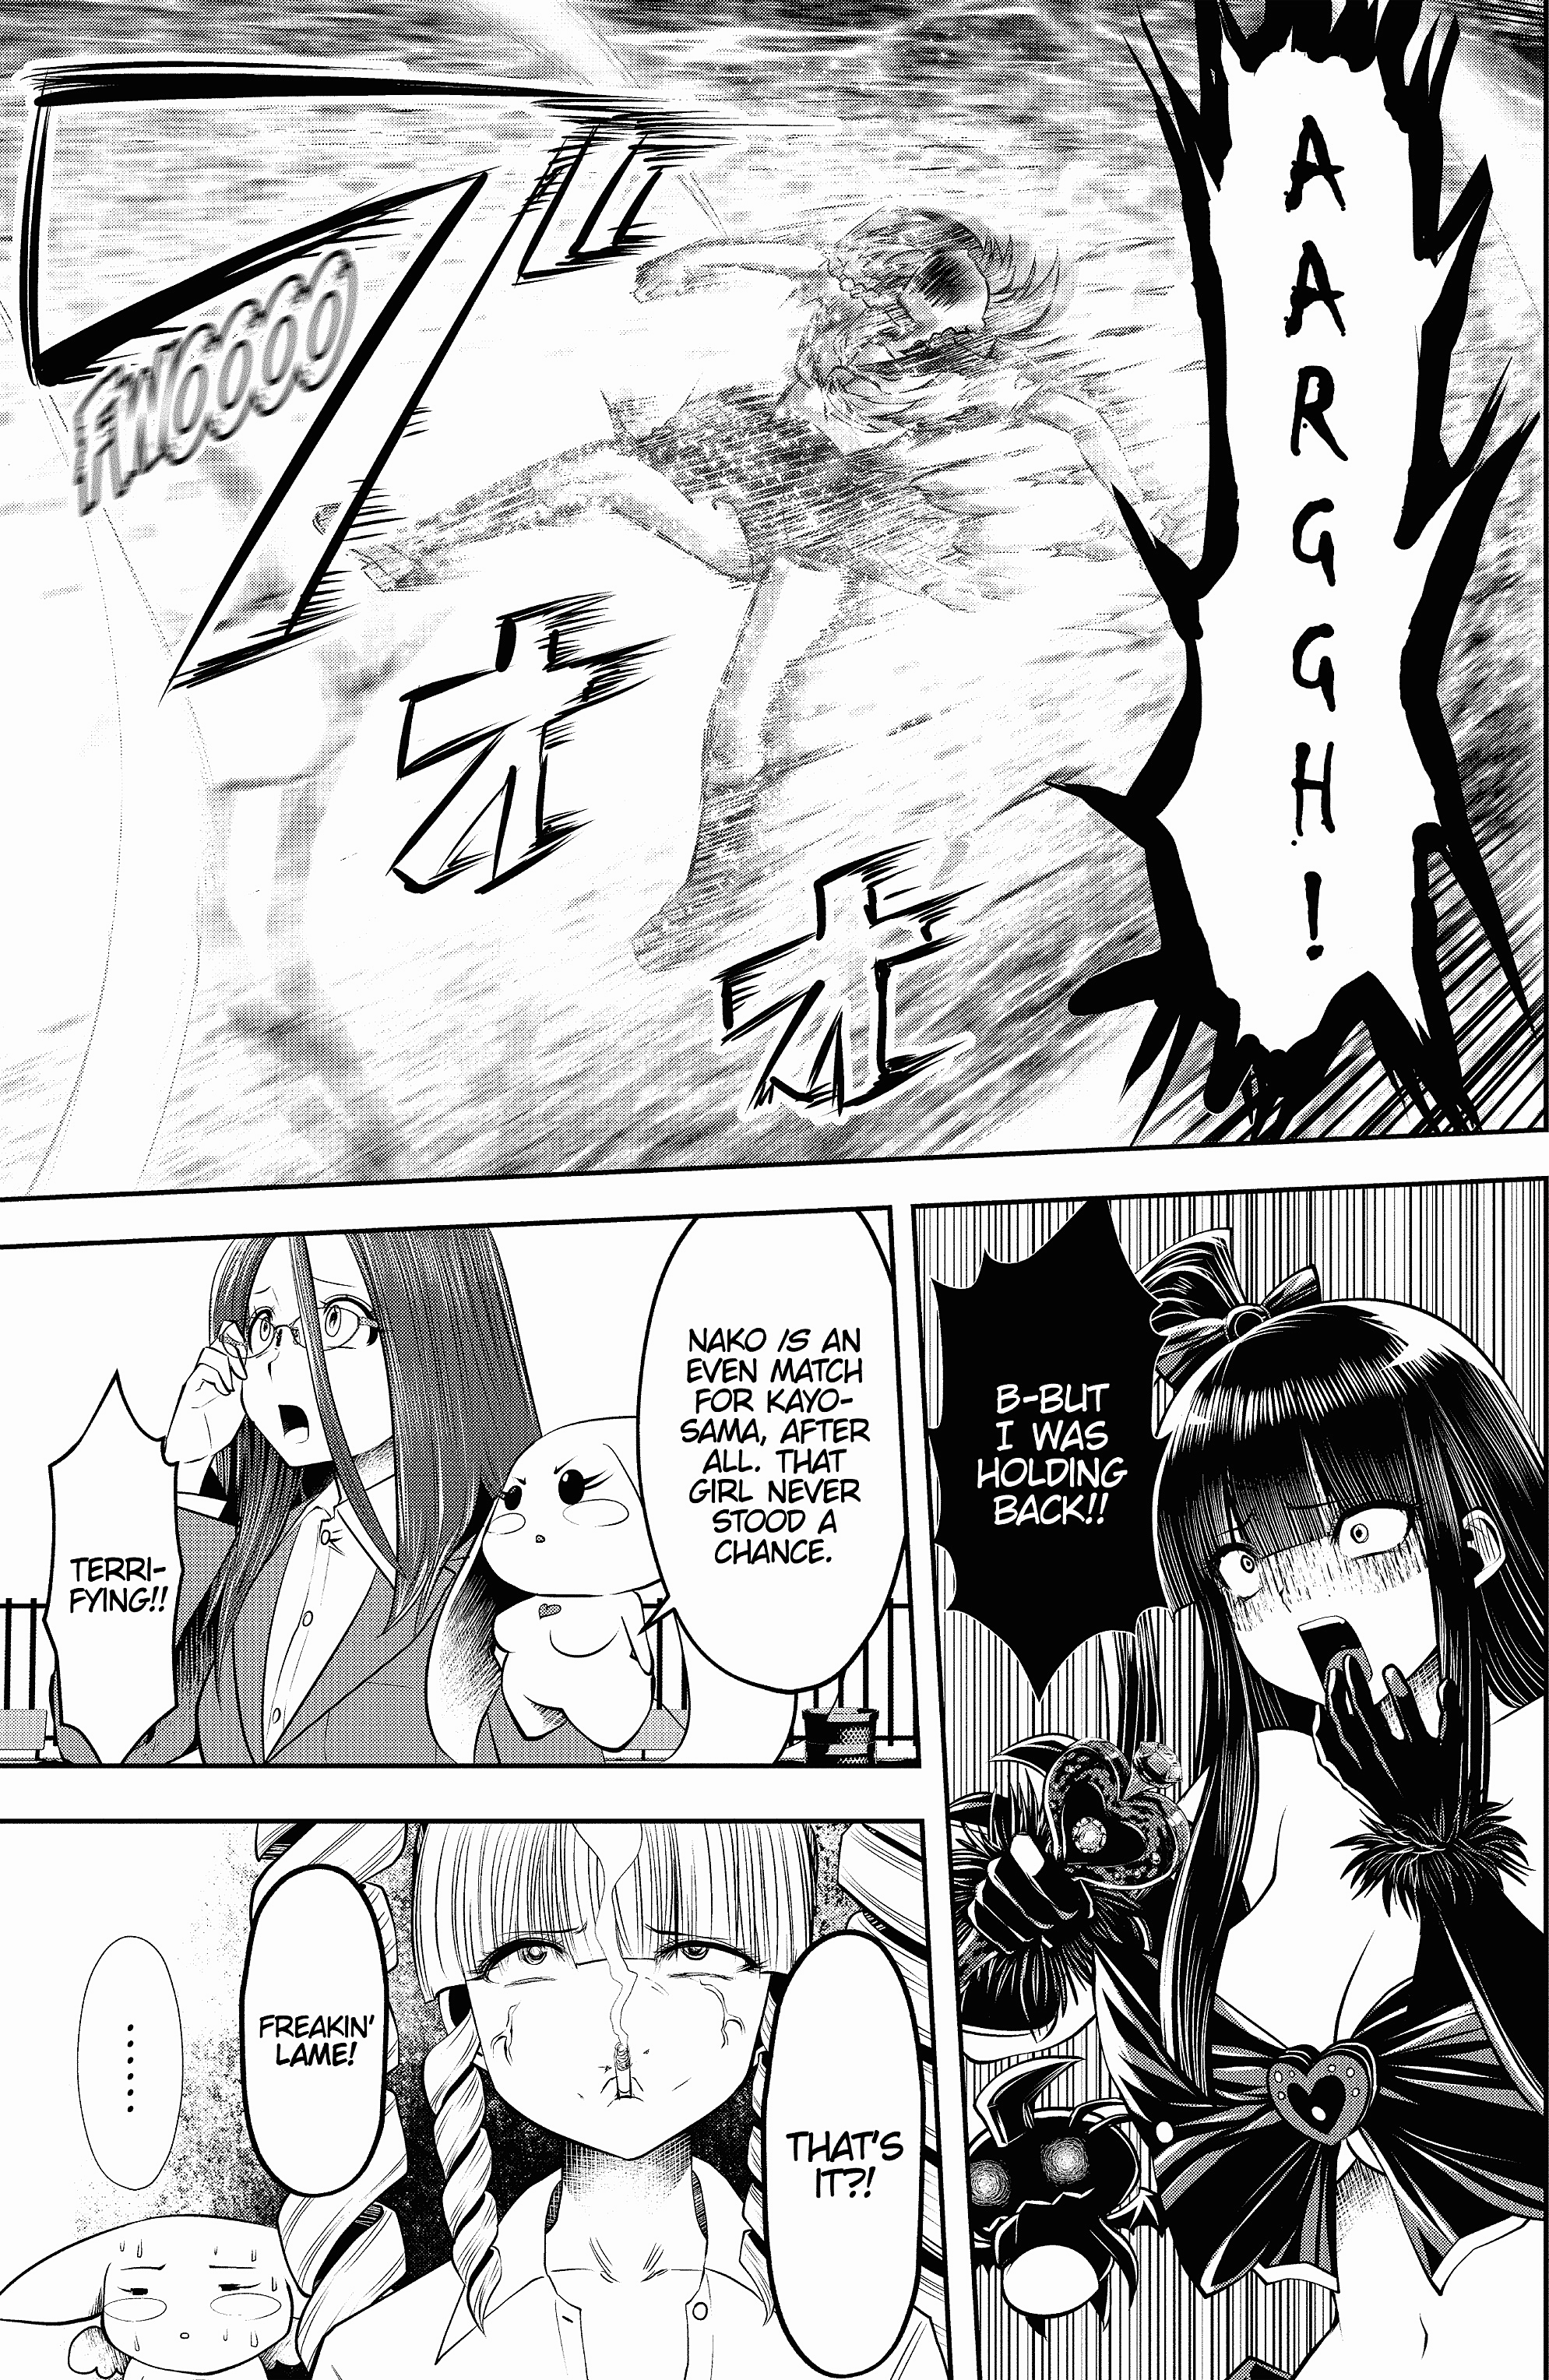 AARGGH!
ブオオ
FWOOOO
B-BUT
I WAS
HOLDING
BACK!!
NAKO IS AN
EVEN MATCH
FOR KAYO-
SAMA, AFTER
ALL. THAT
GIRL NEVER
STOOD A
CHANCE.
TERRI-
FYING!!
THAT'S
IT?!
FREAKIN'
LAME!
......